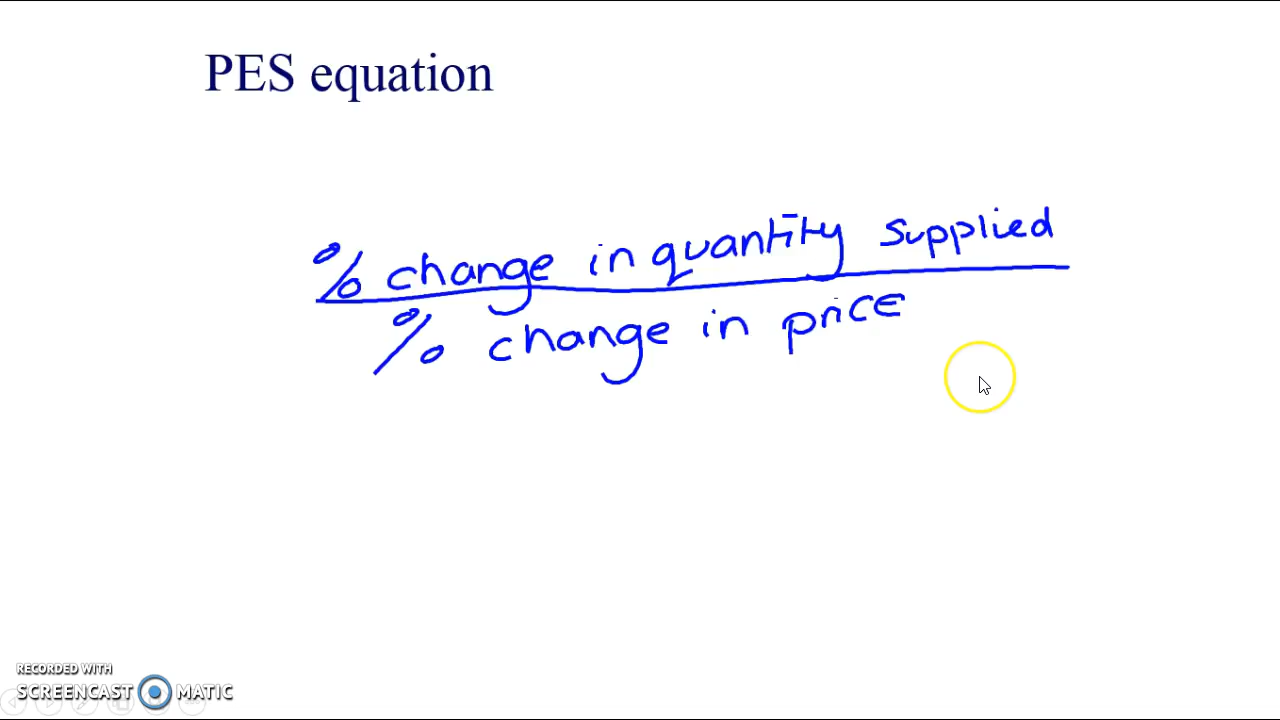 PES equation
% change in quantity supplied
% change in price
RECORDED WITH
SCREENCAST MATIC